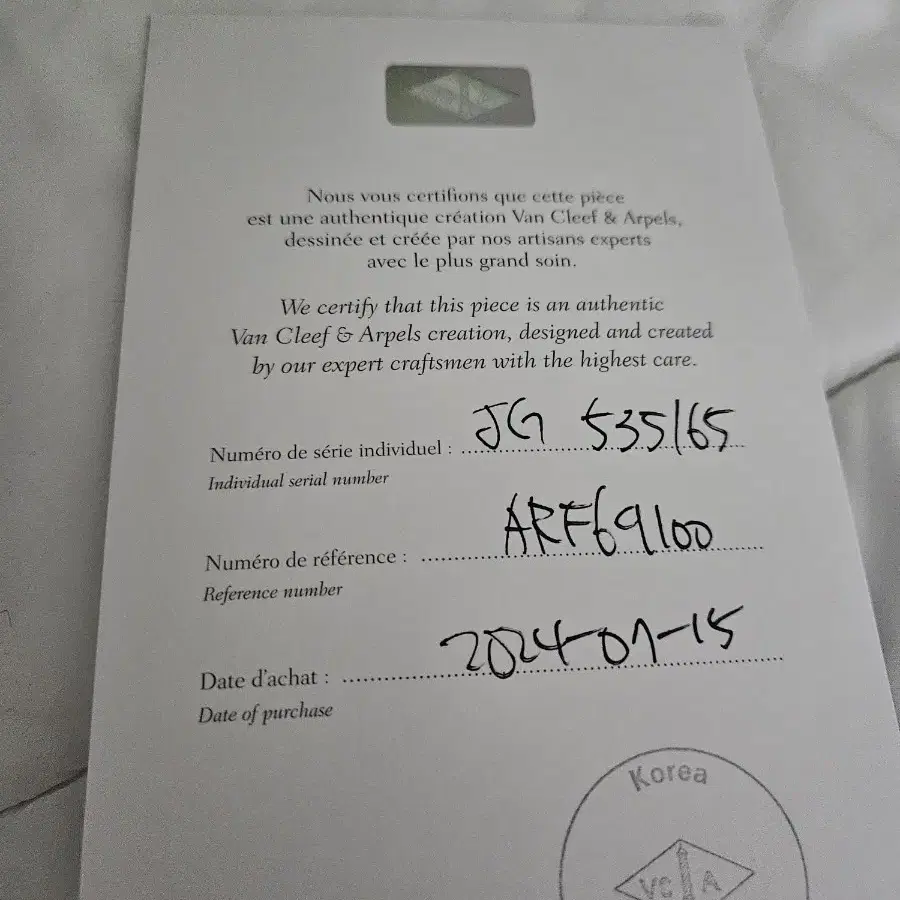 Nous vous certifions que cette pièce
est une authentique création Van Cleef & Arpels,
dessinée et créée par nos artisans experts
avec le plus grand soin.
We certify that this piece is an authentic
Van Cleef & Arpels creation, designed and created
by our expert craftsmen with the highest care.
Numéro de série individuel : JG 535165
Individual serial number
Numéro de référence : ARF69100
Reference number
Date d'achat : 2024-01-15
Date of purchase
Korea
VC A